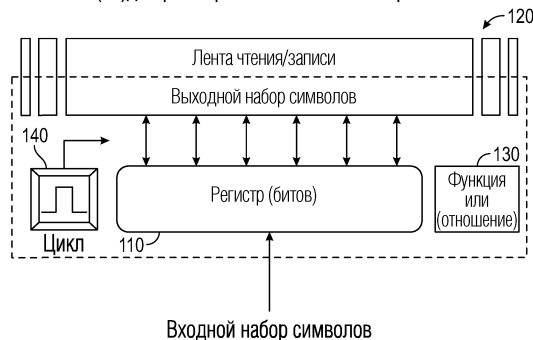 120
Лента чтения/записи
Выходной набор символов
140
130
Регистр (битов)
Функция
или
(отношение)
Цикл
110
Входной набор символов